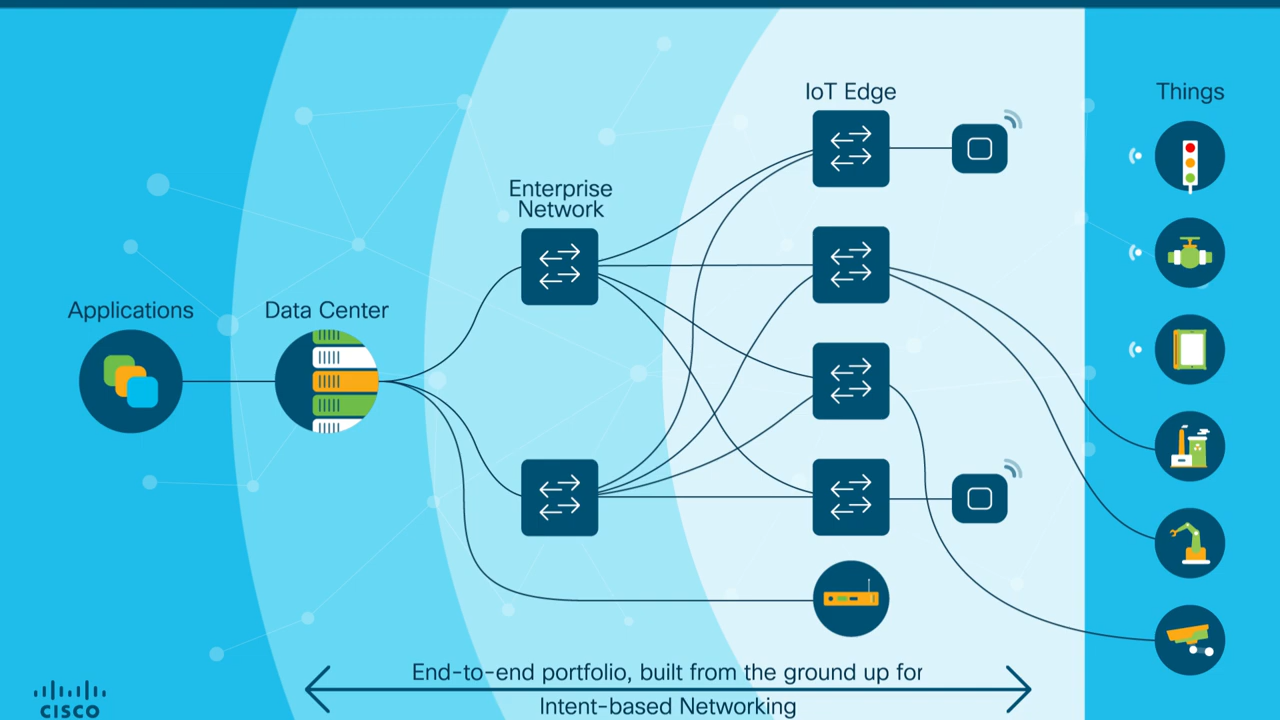 IoT Edge
Things
Enterprise
Network
Applications
Data Center
End-to-end portfolio, built from the ground up for
Intent-based Networking
CISCO